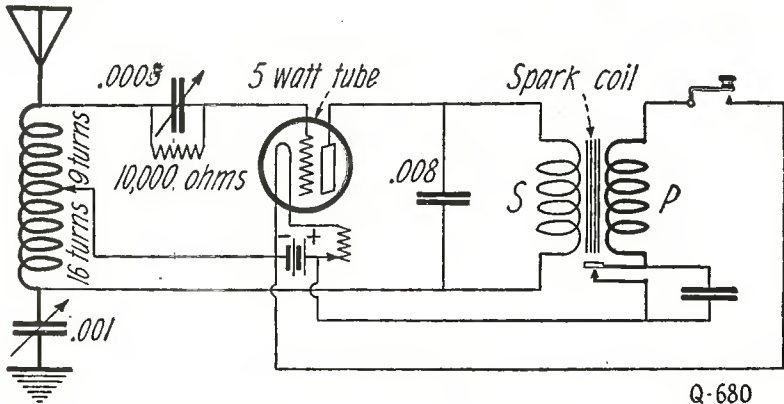 .0005
5 watt tube
Spark coil
10,000 ohms
9 turns
16 turns
.008
S
P
- +
.001
Q-680